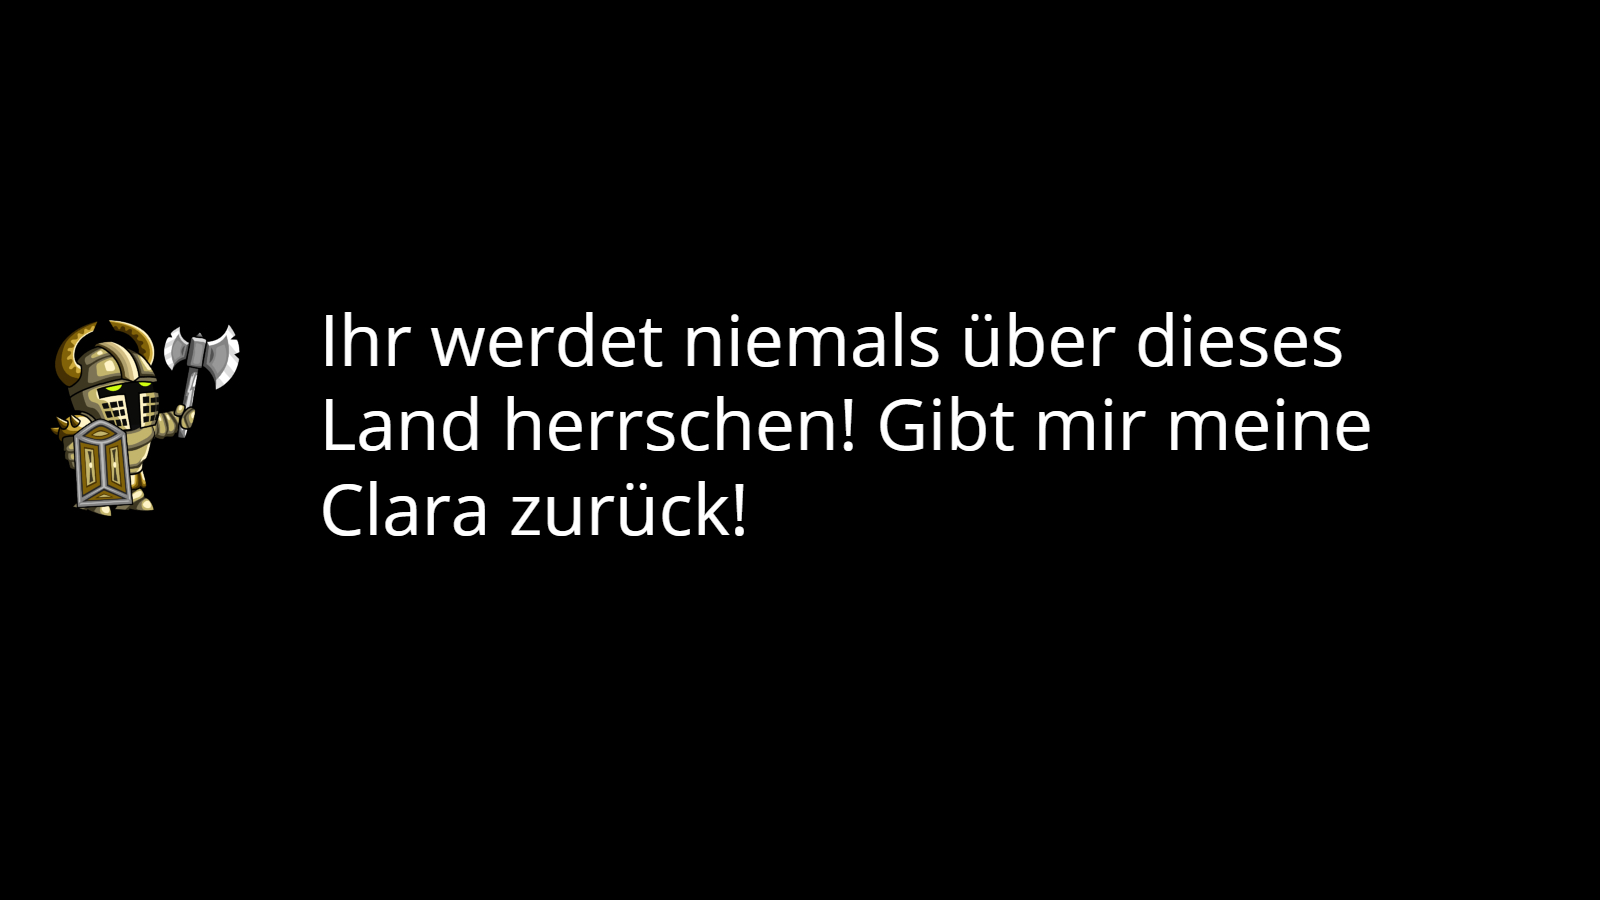 Ihr werdet niemals über dieses
Land herrschen! Gibt mir meine
Clara zurück!